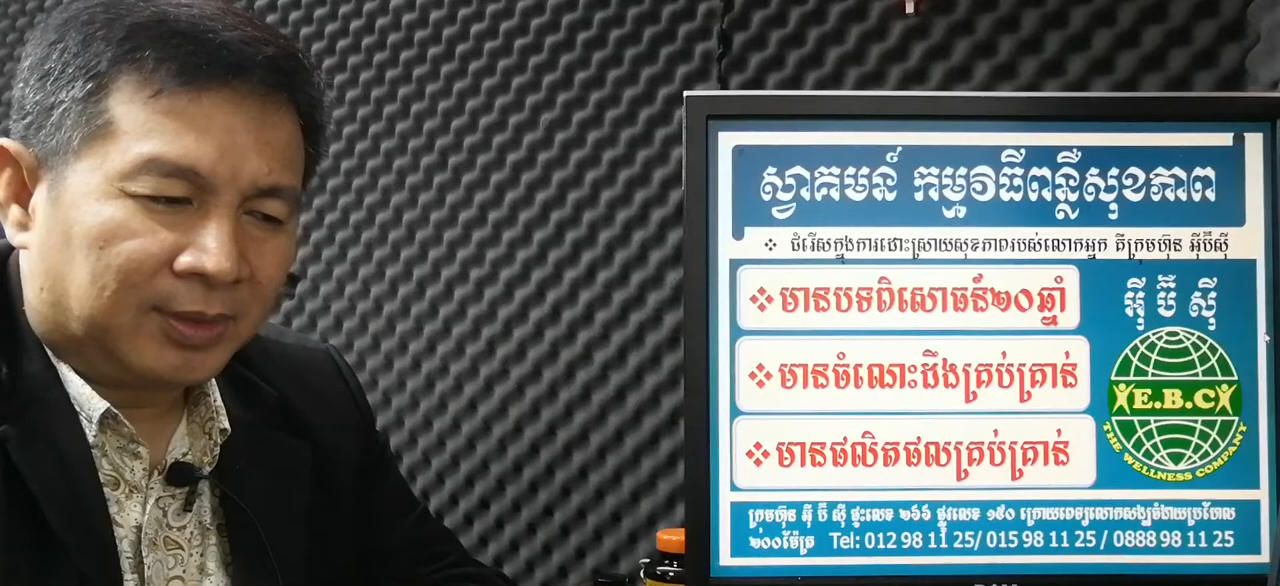 ស្វាគមន៍ កម្មវិធីពន្លឺសុខភាព
❖ ជំរើសក្នុងការដោះស្រាយសុខភាពរបស់លោកអ្នក ពីក្រុមហ៊ុន អ៊ីប៊ីស៊ី
❖មានបទពិសោធន៍២០ឆ្នាំ
❖មានចំណេះដឹងគ្រប់គ្រាន់
❖មានផលិតផលគ្រប់គ្រាន់
អ៊ី ប៊ី ស៊ី
E.B.C
THE WELLNESS COMPANY
ក្រុមហ៊ុន អ៊ី ប៊ី ស៊ី ផ្ទះលេខ ២៦៦ ផ្លូវលេខ ១៥០ ក្រោយពេទ្យលោកសង្ឃចំងាយប្រហែល
២០០ម៉ែត្រ Tel: 012 98 11 25/ 015 98 11 25 / 0888 98 11 25